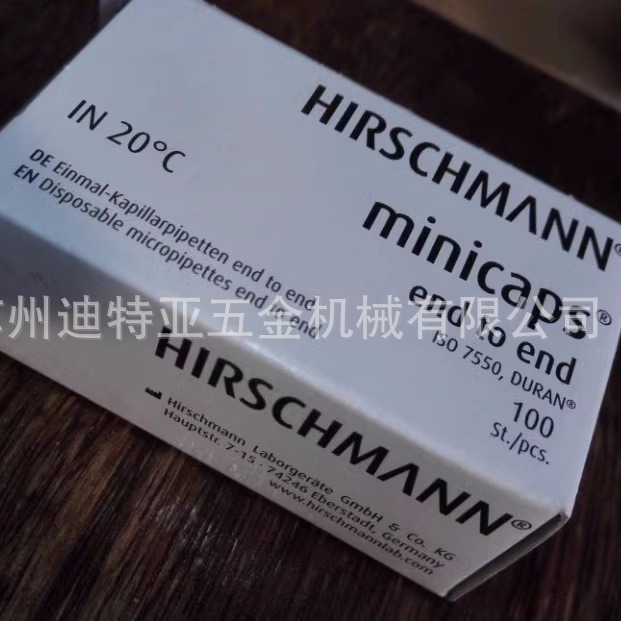 HIRSCHMANN®
minicaps®
end to end
ISO 7550, DURAN®
100
St./pcs.
IN 20°C
DE Einmal-Kapillarpipetten end to end
EN Disposable micropipettes end to end
州迪特亚五金机械有限公司
HIRSCHMANN®
Hirschmann Laborgeräte GmbH & Co. KG
Hauptstr. 7-15 · 74246 Eberstadt, Germany
www.hirschmannlab.com